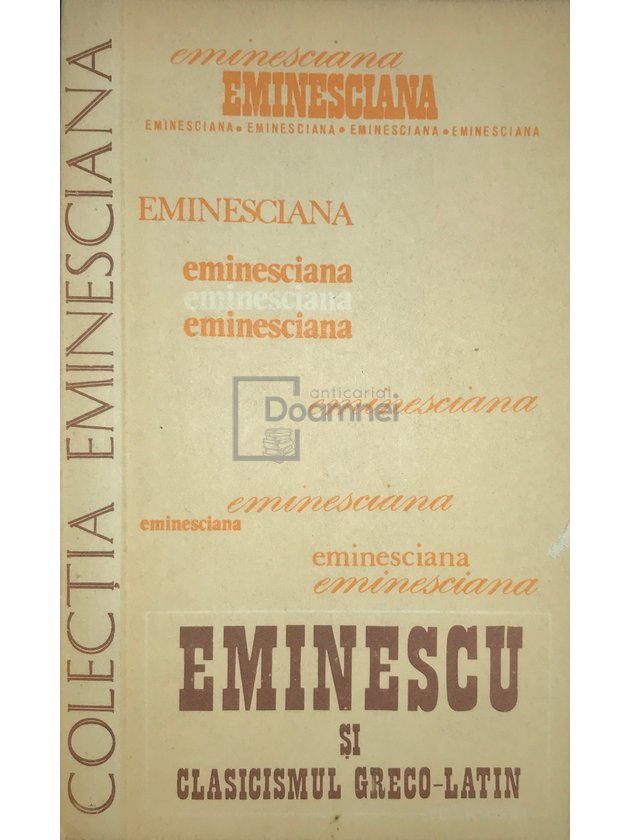 COLECȚIA EMINESCIANA
eminesciana
EMINESCIANA
EMINESCIANA • EMINESCIANA • EMINESCIANA • EMINESCIANA
EMINESCIANA
eminesciana
eminesciana
eminesciana
anticariat
Doamnei
eminesciana
eminesciana
eminesciana
eminesciana
eminesciana
EMINESCU
ȘI
CLASICISMUL GRECO-LATIN